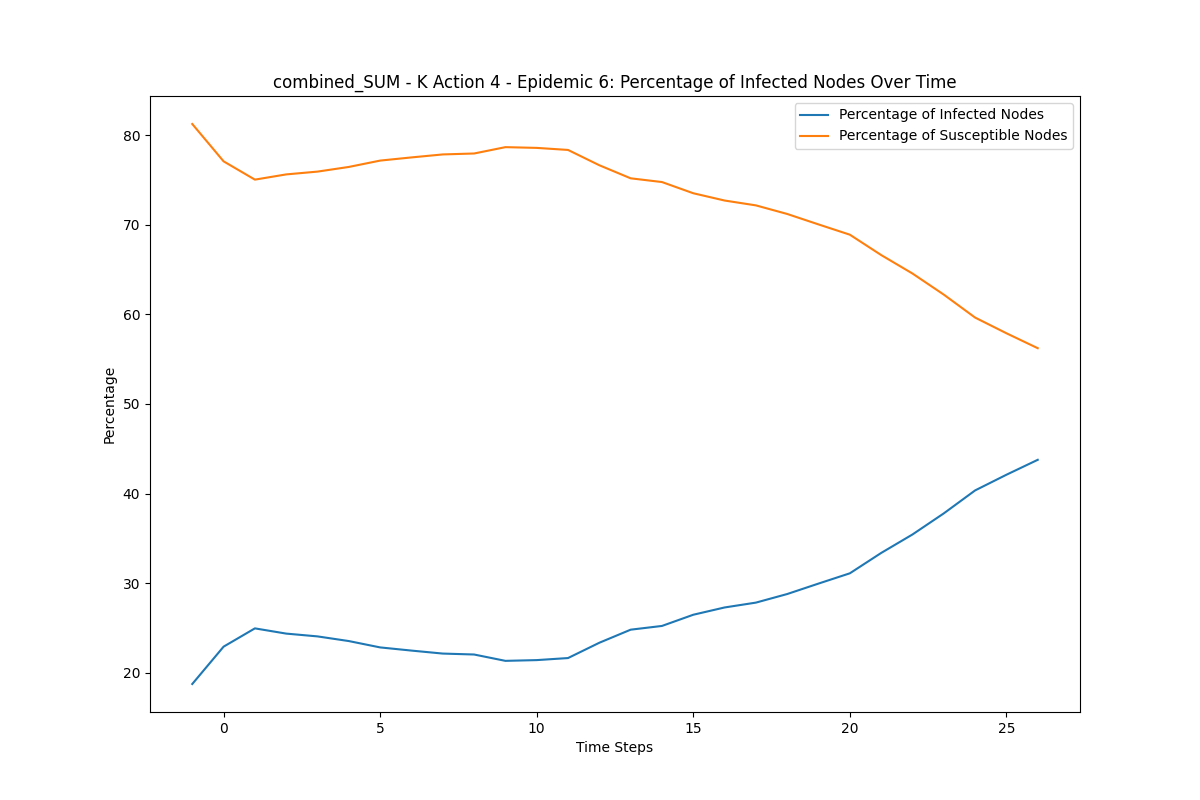 combined_SUM - K Action 4 - Epidemic 6: Percentage of Infected Nodes Over Time
Percentage of Infected Nodes
Percentage of Susceptible Nodes
80
70
60
50
40
30
20
Percentage
0 5 10 15 20 25
Time Steps